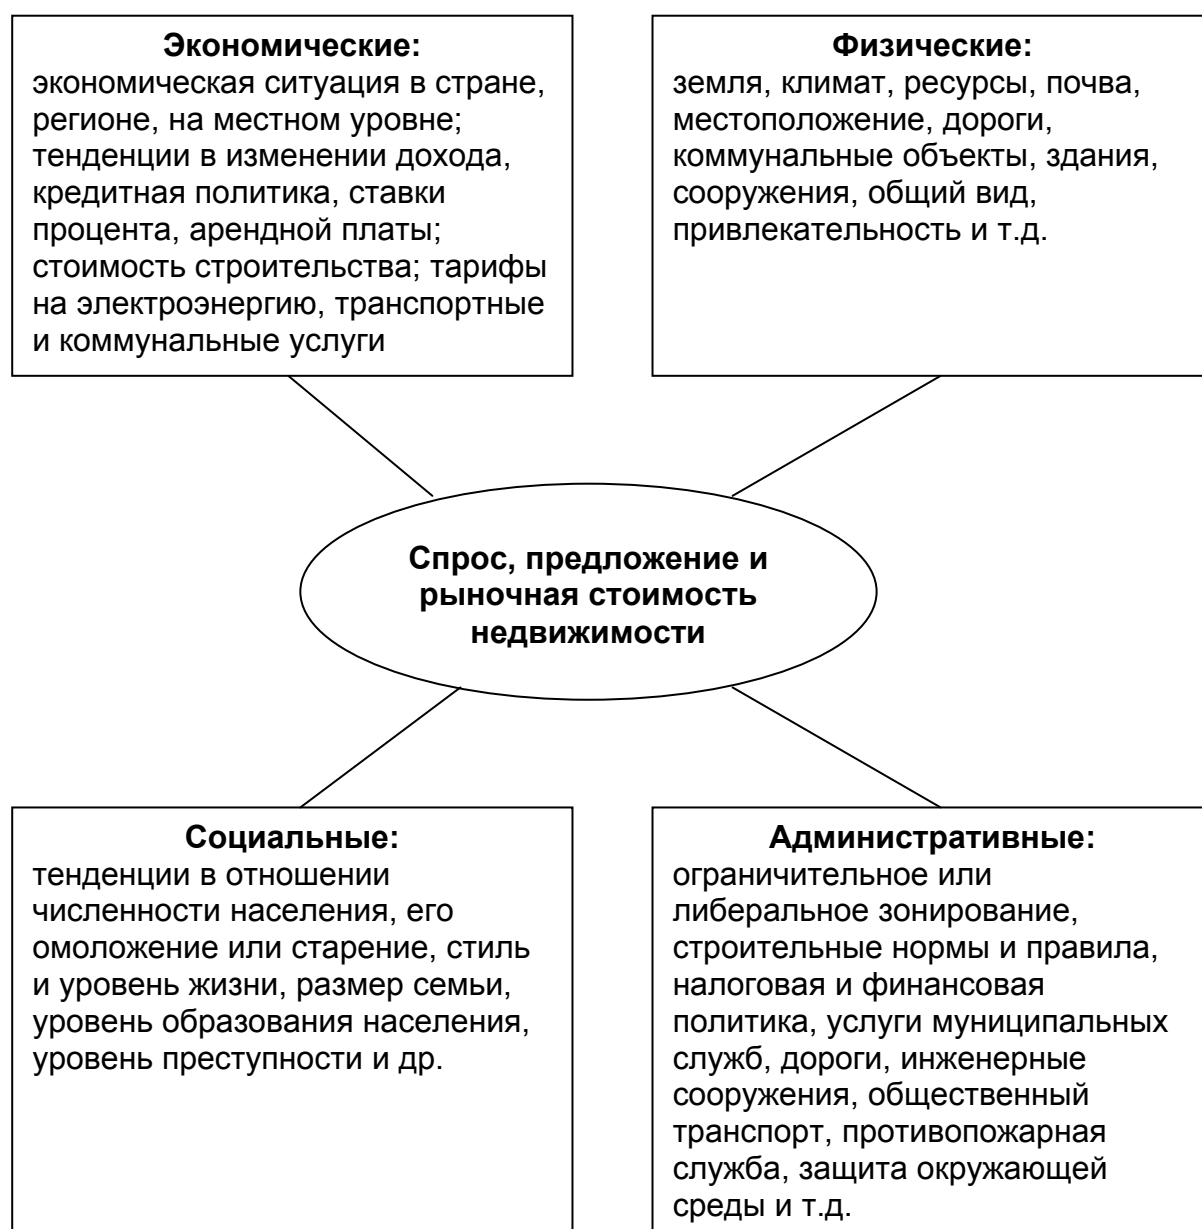 Экономические:
экономическая ситуация в стране,
регионе, на местном уровне;
тенденции в изменении дохода,
кредитная политика, ставки
процента, арендной платы;
стоимость строительства; тарифы
на электроэнергию, транспортные
и коммунальные услуги
Физические:
земля, климат, ресурсы, почва,
местоположение, дороги,
коммунальные объекты, здания,
сооружения, общий вид,
привлекательность и т.д.
Спрос, предложение и
рыночная стоимость
недвижимости
Социальные:
тенденции в отношении
численности населения, его
омоложение или старение, стиль
и уровень жизни, размер семьи,
уровень образования населения,
уровень преступности и др.
Административные:
ограничительное или
либеральное зонирование,
строительные нормы и правила,
налоговая и финансовая
политика, услуги муниципальных
служб, дороги, инженерные
сооружения, общественный
транспорт, противопожарная
служба, защита окружающей
среды и т.д.